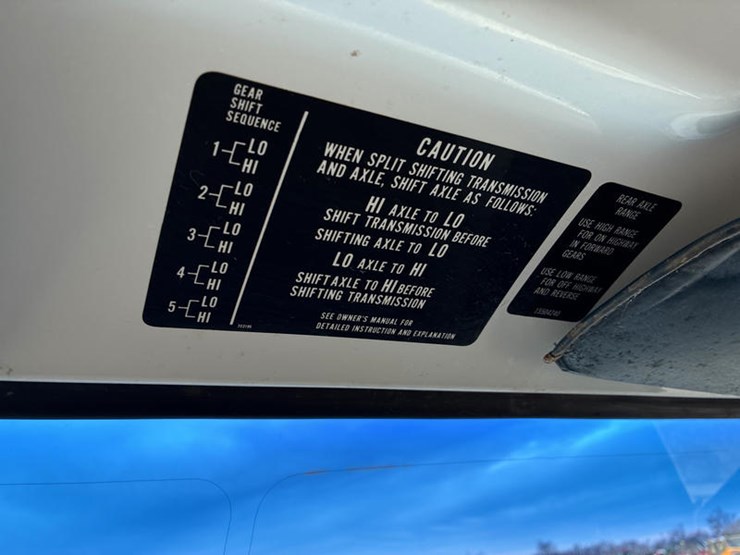 GEAR
SHIFT
SEQUENCE
1 LO
HI
2 LO
HI
3 LO
HI
4 LO
HI
5 LO
HI
CAUTION
WHEN SPLIT SHIFTING TRANSMISSION
AND AXLE, SHIFT AXLE AS FOLLOWS:
HI AXLE TO LO
SHIFT TRANSMISSION BEFORE
SHIFTING AXLE TO LO
LO AXLE TO HI
SHIFT AXLE TO HI BEFORE
SHIFTING TRANSMISSION
SEE OWNER'S MANUAL FOR
DETAILED INSTRUCTION AND EXPLANATION
REAR AXLE
RANGE
USE HIGH RANGE
FOR ON HIGHWAY
IN FORWARD
GEARS
USE LOW RANGE
FOR OFF HIGHWAY
AND REVERSE